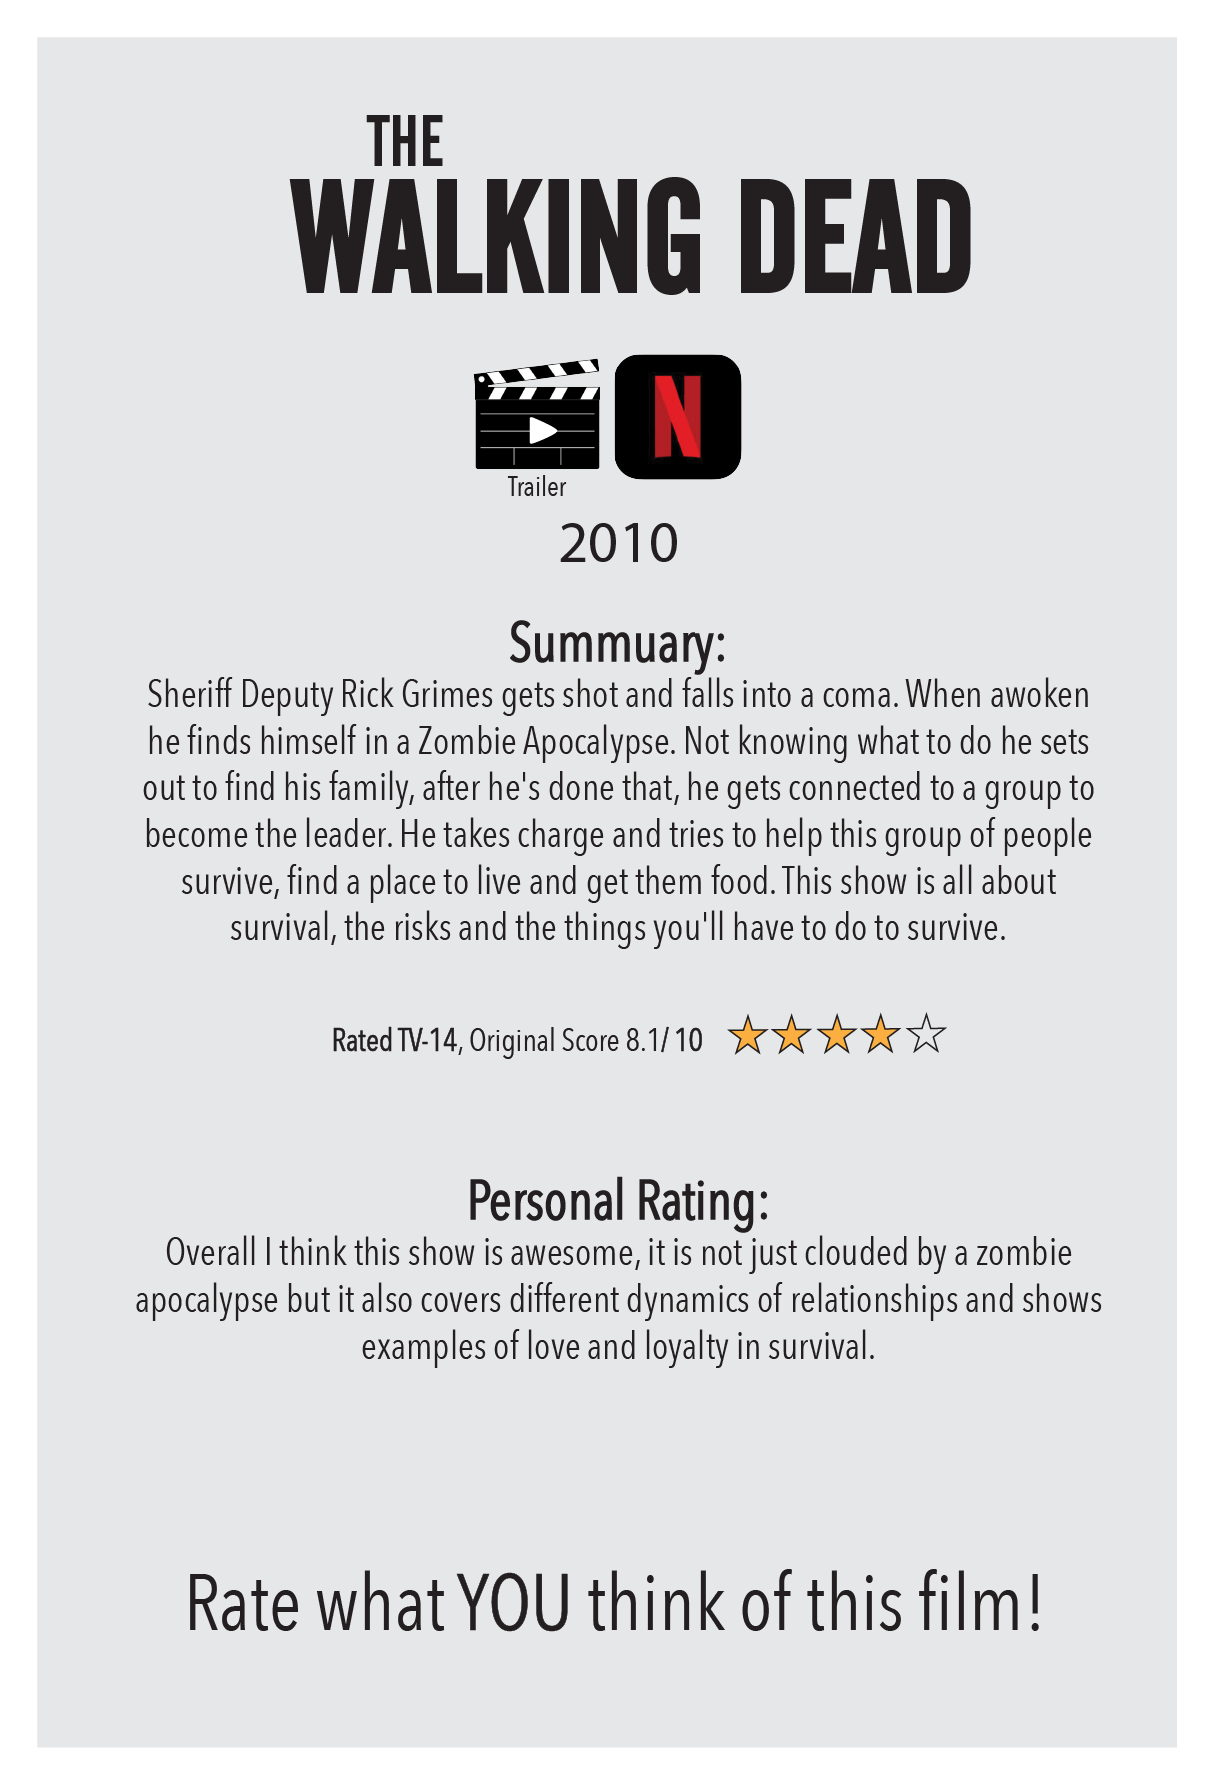 THE
WALKING DEAD
N
Trailer
2010
Summuary:
Sheriff Deputy Rick Grimes gets shot and falls into a coma. When awoken
he finds himself in a Zombie Apocalypse. Not knowing what to do he sets
out to find his family, after he's done that, he gets connected to a group to
become the leader. He takes charge and tries to help this group of people
survive, find a place to live and get them food. This show is all about
survival, the risks and the things you'll have to do to survive.
Rated TV-14, Original Score 8.1/ 10
Personal Rating:
Overall I think this show is awesome, it is not just clouded by a zombie
apocalypse but it also covers different dynamics of relationships and shows
examples of love and loyalty in survival.
Rate what YOU think of this film!